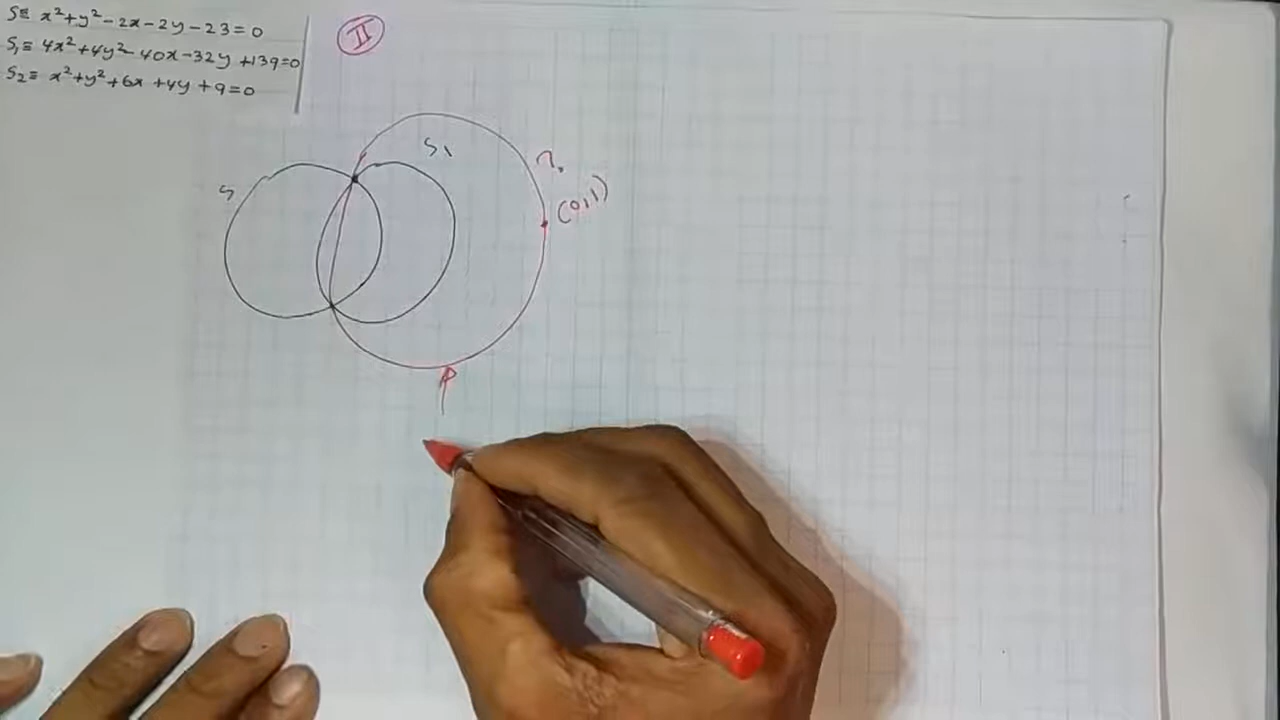 S≡ x²+y²-2x-2y-23=0
S₁≡ 4x²+4y²-40x-32y+139=0
S₂≡ x²+y²+6x+4y+9=0
II
S₁
S
(0,1)